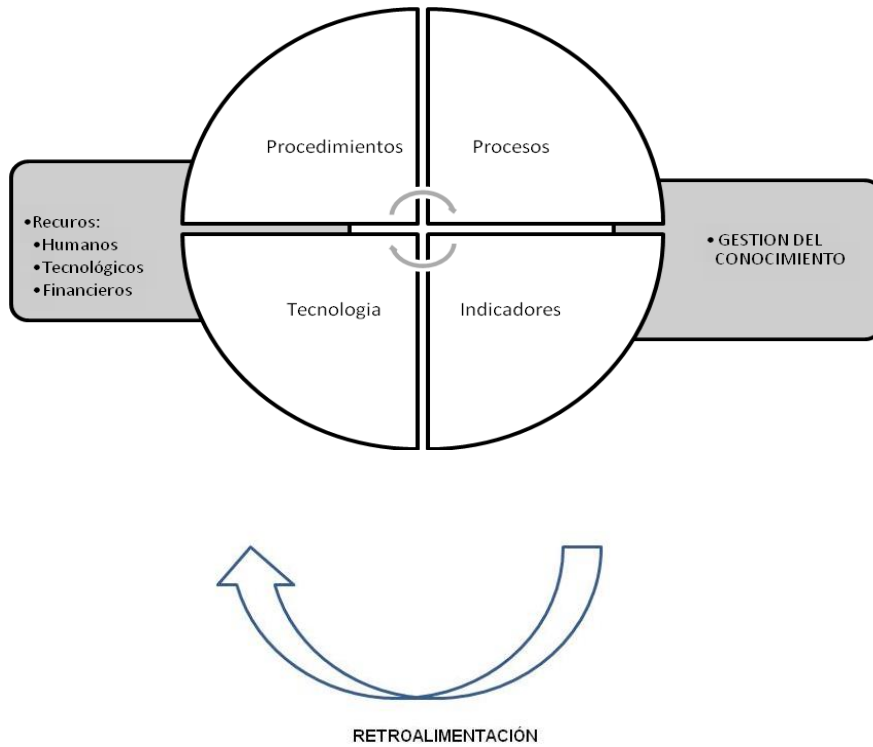 Procedimientos
Procesos
•Recuros:
•Humanos
•Tecnológicos
•Financieros
• GESTION DEL
CONOCIMIENTO
Tecnologia
Indicadores
RETROALIMENTACIÓN